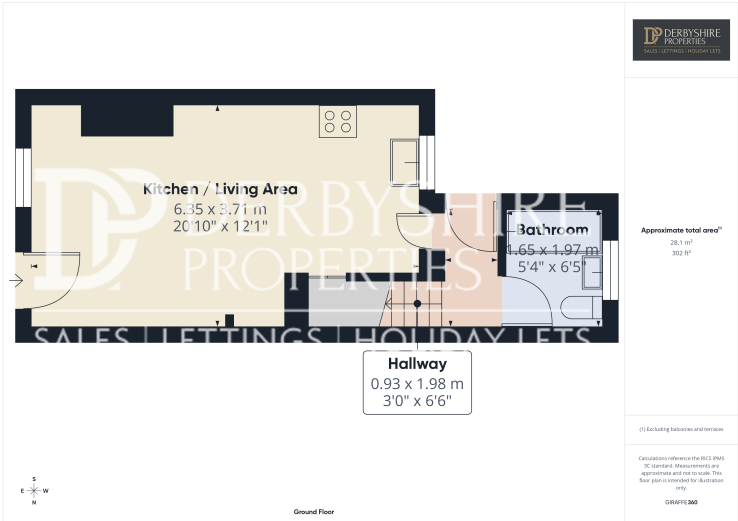 DERBYSHIRE
PROPERTIES
SALES | LETTINGS | HOLIDAY LETS
Kitchen / Living Area
6.35 x 3.71 m
20'10" x 12'1"
Bathroom
1.65 x 1.97 m
5'4" x 6'5"
DERBYSHIRE
PROPERTIES
SALES | LETTINGS | HOLIDAY LETS
Hallway
0.93 x 1.98 m
3'0" x 6'6"
Approximate total area(1)
28.1 m²
302 ft²
(1) Excluding balconies and terraces
Calculations reference the RICS IPMS
3C standard. Measurements are
approximate and not to scale. This
floor plan is intended for illustration
only.
GIRAFFE360
S
E W
N
Ground Floor